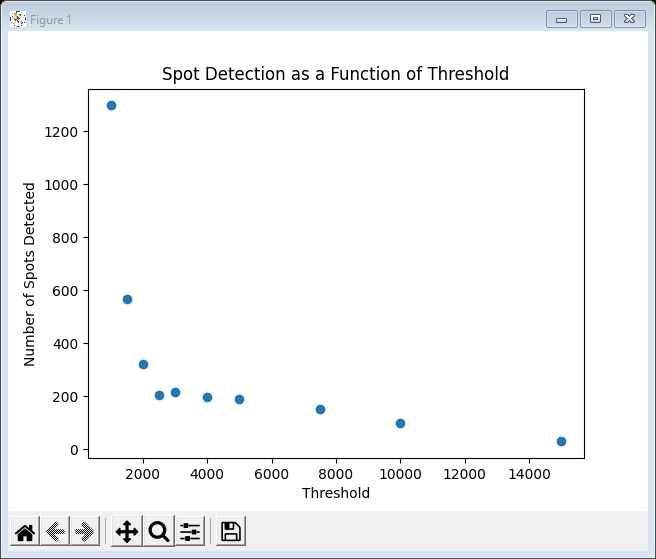 Figure 1
Spot Detection as a Function of Threshold
1200
1000
800
600
400
200
0
Number of Spots Detected
2000 4000 6000 8000 10000 12000 14000
Threshold